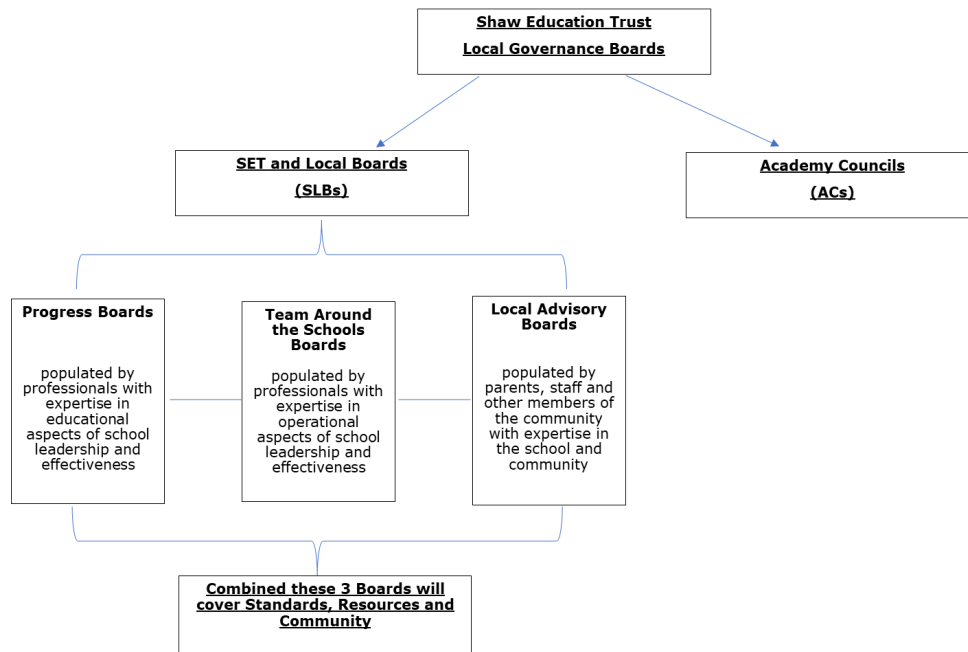 Shaw Education Trust
Local Governance Boards
SET and Local Boards
(SLBs)
Academy Councils
(ACs)
Progress Boards
populated by
professionals with
expertise in
educational
aspects of school
leadership and
effectiveness
Team Around
the Schools
Boards
populated by
professionals with
expertise in
operational
aspects of school
leadership and
effectiveness
Local Advisory
Boards
populated by
parents, staff and
other members of
the community
with expertise in
the school and
community
Combined these 3 Boards will
cover Standards, Resources and
Community